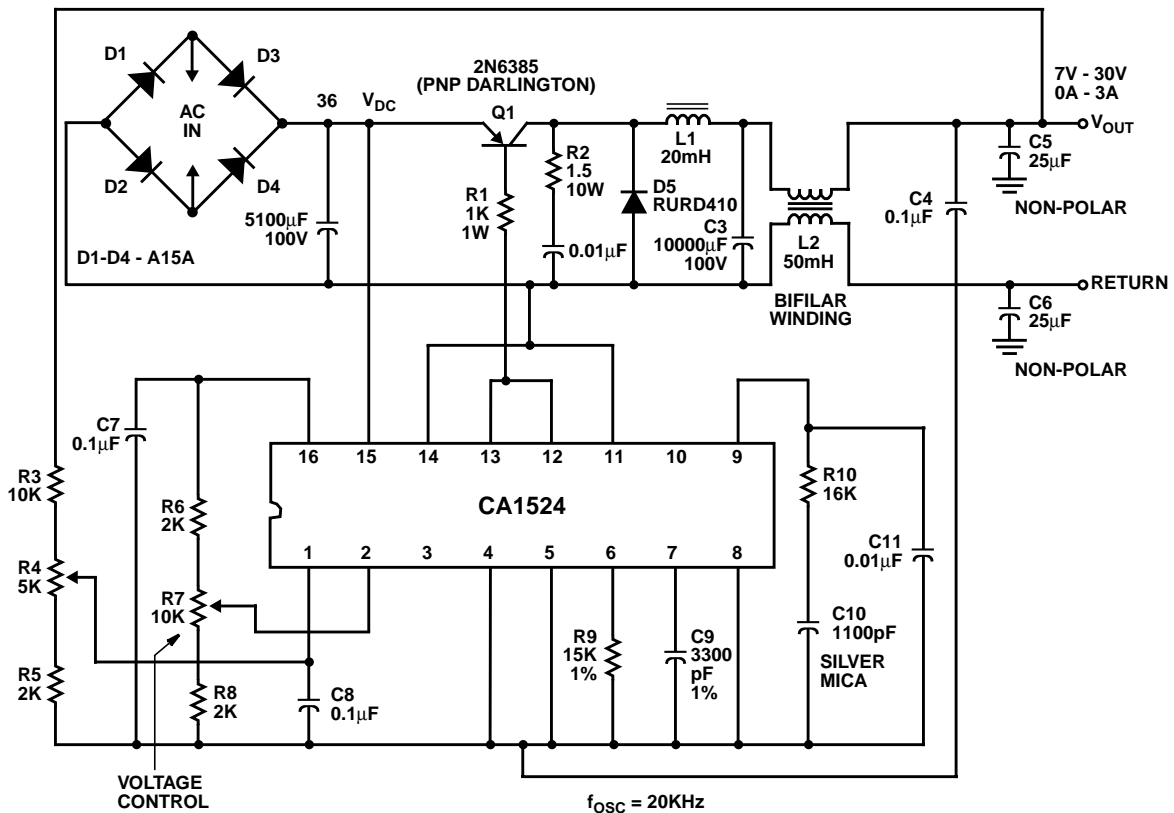 D1
D3
AC
IN
D2
D4
D1-D4 - A15A
36
V_DC
5100μF
100V
2N6385
(PNP DARLINGTON)
Q1
R1
1K
1W
R2
1.5
10W
0.01μF
D5
RURD410
L1
20mH
C3
10000μF
100V
L2
50mH
BIFILAR
WINDING
C4
0.1μF
7V - 30V
0A - 3A
V_OUT
C5
25μF
NON-POLAR
RETURN
C6
25μF
NON-POLAR
C7
0.1μF
R3
10K
R4
5K
R5
2K
R6
2K
R7
10K
R8
2K
VOLTAGE
CONTROL
16 15 14 13 12 11 10 9
CA1524
1 2 3 4 5 6 7 8
C8
0.1μF
R9
15K
1%
C9
3300
pF
1%
R10
16K
C10
1100pF
SILVER
MICA
C11
0.01μF
f_OSC = 20KHz